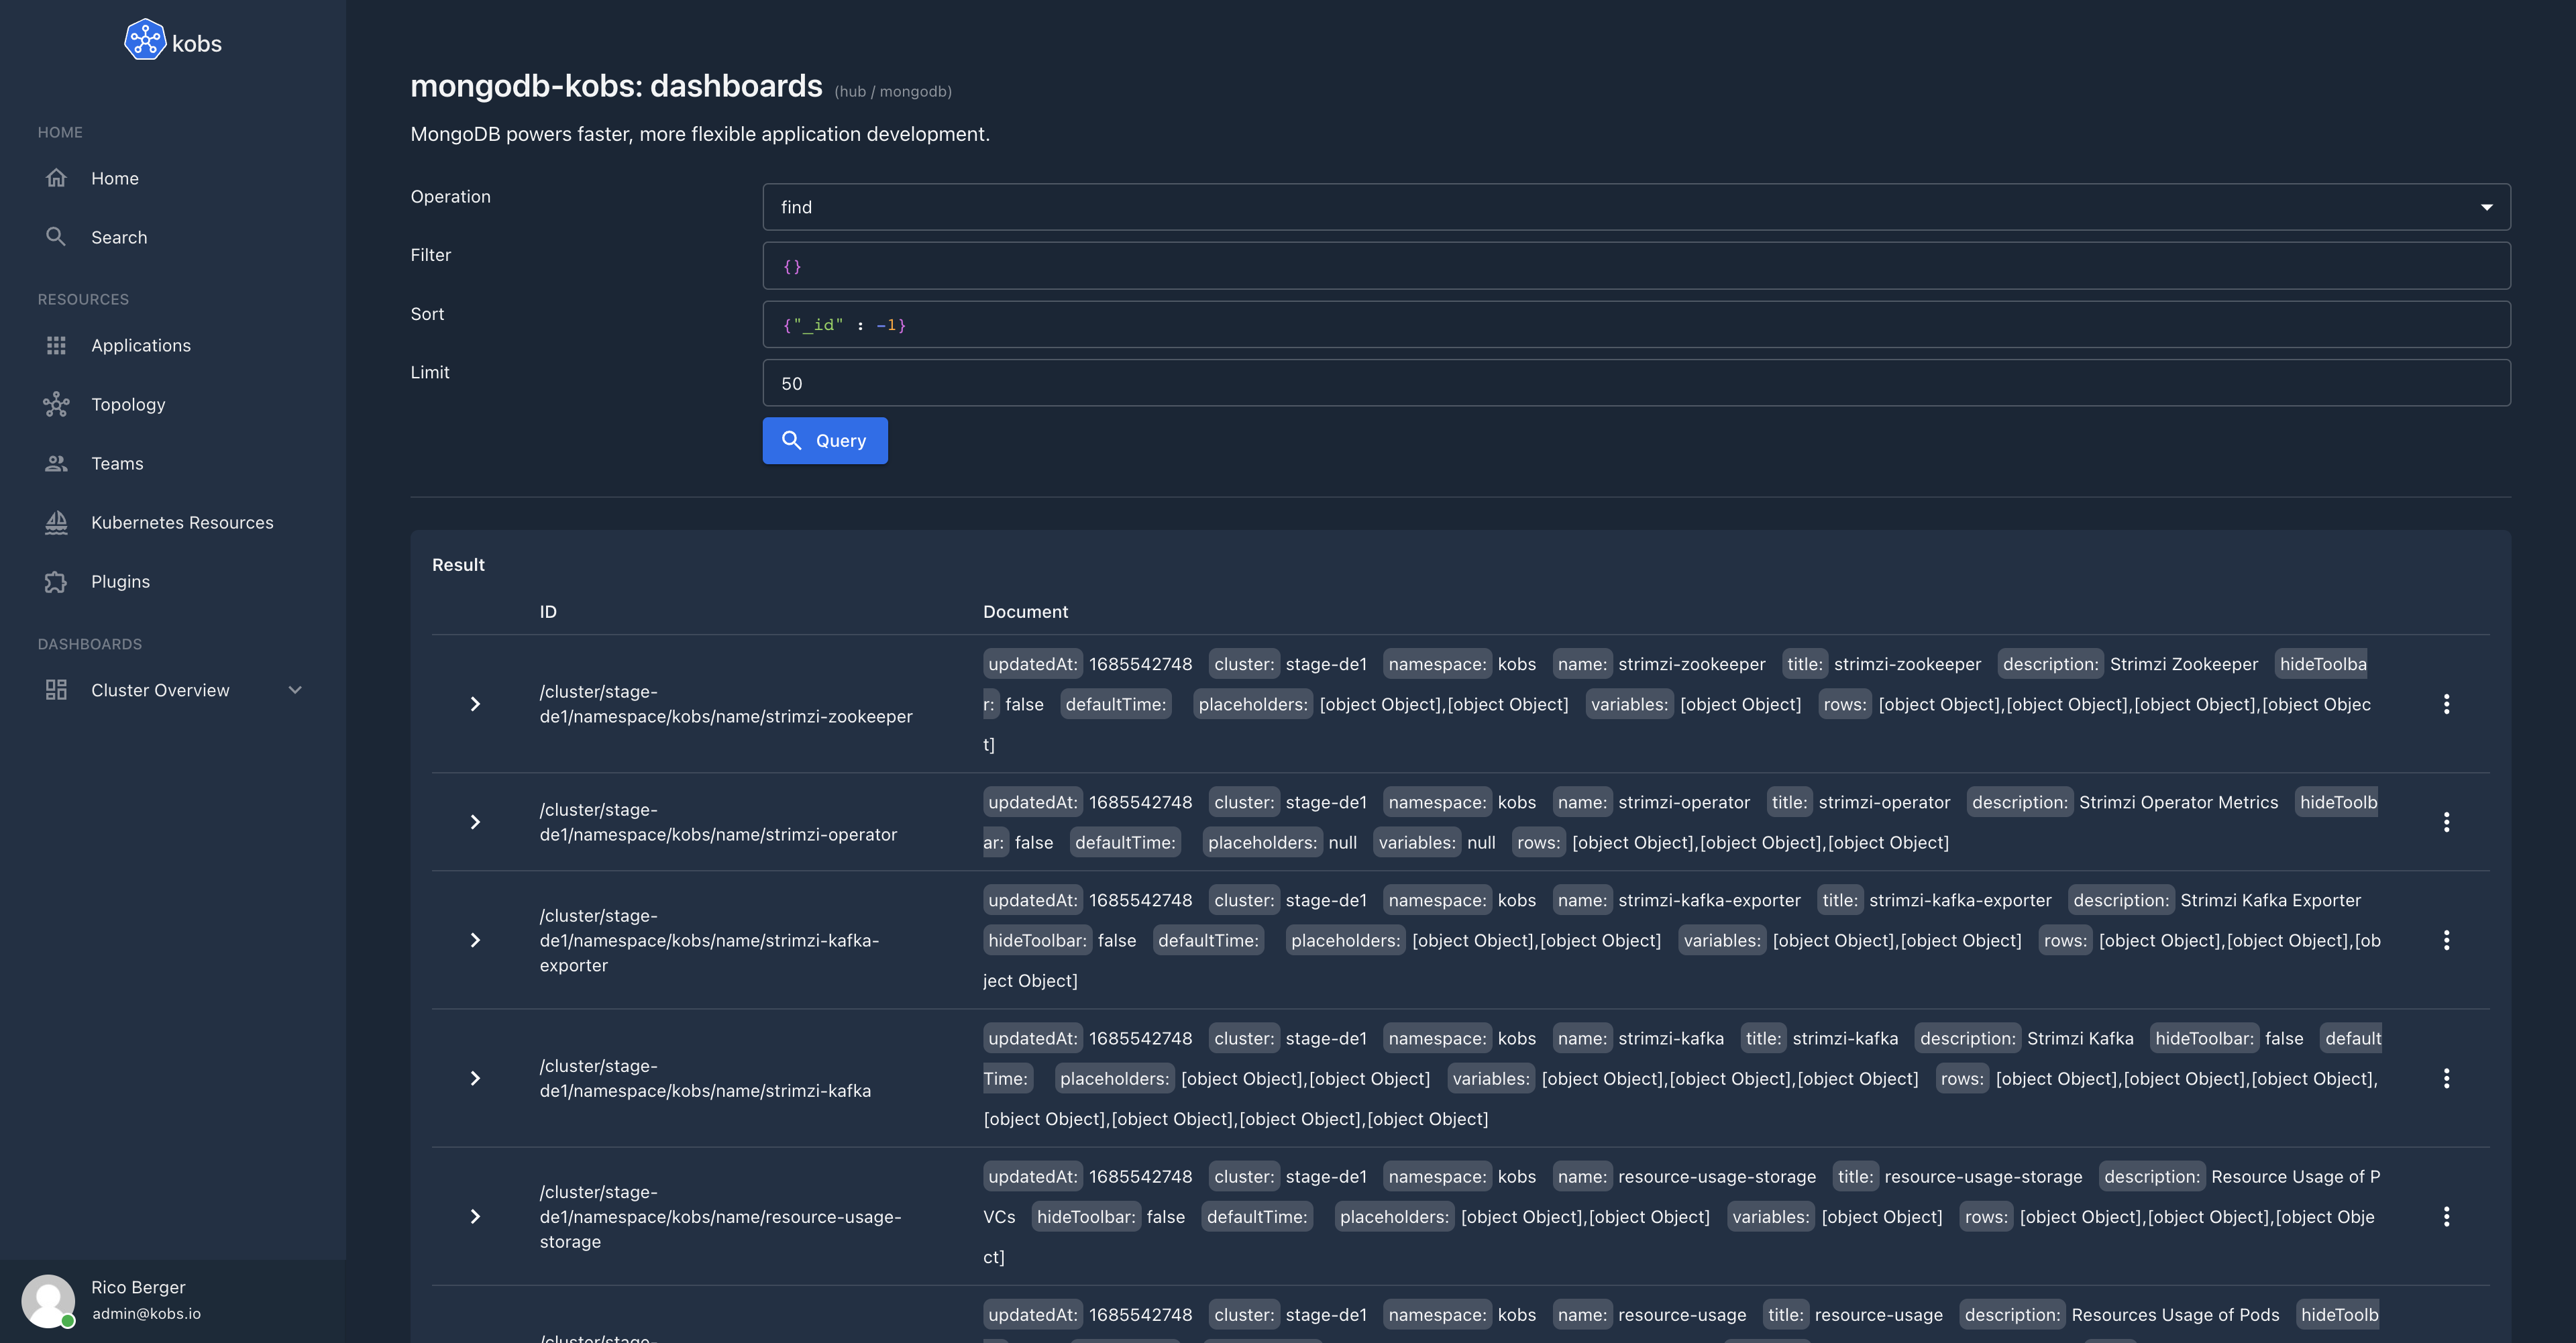 kobs
HOME
Home
Search
RESOURCES
Applications
Topology
Teams
Kubernetes Resources
Plugins
DASHBOARDS
Cluster Overview
Rico Berger
admin@kobs.io
mongodb-kobs: dashboards (hub / mongodb)
MongoDB powers faster, more flexible application development.
Operation
find
Filter
{}
Sort
{"_id" : -1}
Limit
50
Query
Result
ID Document
/cluster/stage-
de1/namespace/kobs/name/strimzi-zookeeper
updatedAt: 1685542748 cluster: stage-de1 namespace: kobs name: strimzi-zookeeper title: strimzi-zookeeper description: Strimzi Zookeeper hideToolba
r: false defaultTime: placeholders: [object Object],[object Object] variables: [object Object] rows: [object Object],[object Object],[object Object],[object Objec
t]
/cluster/stage-
de1/namespace/kobs/name/strimzi-operator
updatedAt: 1685542748 cluster: stage-de1 namespace: kobs name: strimzi-operator title: strimzi-operator description: Strimzi Operator Metrics hideToolb
ar: false defaultTime: placeholders: null variables: null rows: [object Object],[object Object],[object Object]
/cluster/stage-
de1/namespace/kobs/name/strimzi-kafka-
exporter
updatedAt: 1685542748 cluster: stage-de1 namespace: kobs name: strimzi-kafka-exporter title: strimzi-kafka-exporter description: Strimzi Kafka Exporter
hideToolbar: false defaultTime: placeholders: [object Object],[object Object] variables: [object Object],[object Object] rows: [object Object],[object Object],[ob
ject Object]
/cluster/stage-
de1/namespace/kobs/name/strimzi-kafka
updatedAt: 1685542748 cluster: stage-de1 namespace: kobs name: strimzi-kafka title: strimzi-kafka description: Strimzi Kafka hideToolbar: false default
Time: placeholders: [object Object],[object Object] variables: [object Object],[object Object],[object Object] rows: [object Object],[object Object],[object Object],
[object Object],[object Object],[object Object],[object Object]
/cluster/stage-
de1/namespace/kobs/name/resource-usage-
storage
updatedAt: 1685542748 cluster: stage-de1 namespace: kobs name: resource-usage-storage title: resource-usage-storage description: Resource Usage of P
VCs hideToolbar: false defaultTime: placeholders: [object Object],[object Object] variables: [object Object] rows: [object Object],[object Object],[object Obje
ct]
/cluster/stage-
updatedAt: 1685542748 cluster: stage-de1 namespace: kobs name: resource-usage title: resource-usage description: Resources Usage of Pods hideToolb